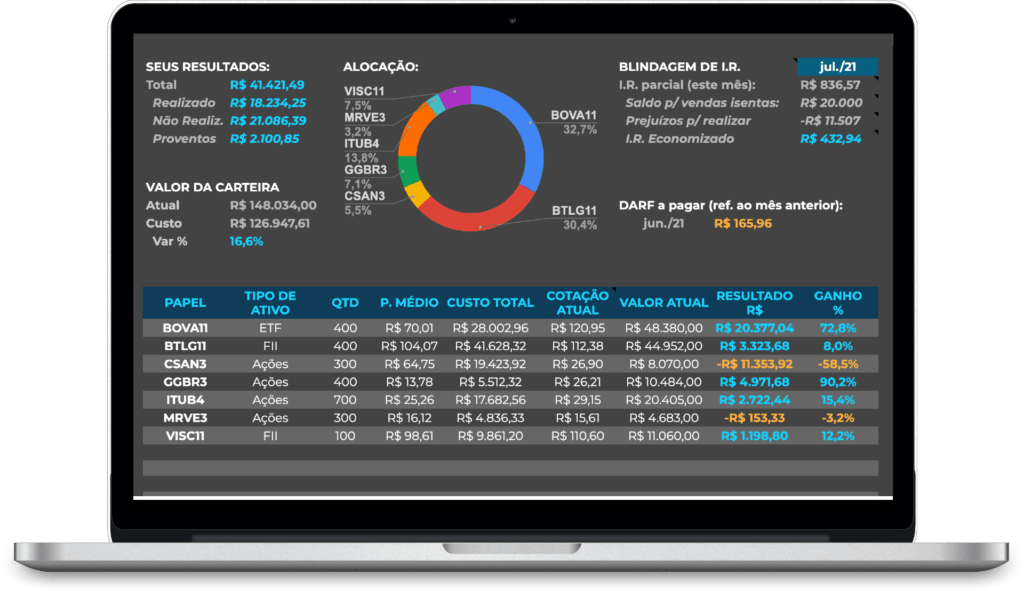 SEUS RESULTADOS:
Total R$ 41.421,49
Realizado R$ 18.234,25
Não Realiz. R$ 21.086,39
Proventos R$ 2.100,85
VALOR DA CARTEIRA
Atual R$ 148.034,00
Custo R$ 126.947,61
Var % 16,6%
ALOCAÇÃO:
VISC11
7,5%
MRVE3
3,2%
ITUB4
13,8%
GGBR3
7,1%
CSAN3
5,5%
BOVA11
32,7%
BTLG11
30,4%
BLINDAGEM DE I.R. jul./21
I.R. parcial (este mês): R$ 836,57
Saldo p/ vendas isentas: R$ 20.000
Prejuízos p/ realizar -R$ 11.507
I.R. Economizado R$ 432,94
DARF a pagar (ref. ao mês anterior):
jun./21 R$ 165,96
PAPEL TIPO DE ATIVO QTD P. MÉDIO CUSTO TOTAL COTAÇÃO ATUAL VALOR ATUAL RESULTADO R$ GANHO %
BOVA11 ETF 400 R$ 70,01 R$ 28.002,96 R$ 120,95 R$ 48.380,00 R$ 20.377,04 72,8%
BTLG11 FII 400 R$ 104,07 R$ 41.628,32 R$ 112,38 R$ 44.952,00 R$ 3.323,68 8,0%
CSAN3 Ações 300 R$ 64,75 R$ 19.423,92 R$ 26,90 R$ 8.070,00 -R$ 11.353,92 -58,5%
GGBR3 Ações 400 R$ 13,78 R$ 5.512,32 R$ 26,21 R$ 10.484,00 R$ 4.971,68 90,2%
ITUB4 Ações 700 R$ 25,26 R$ 17.682,56 R$ 29,15 R$ 20.405,00 R$ 2.722,44 15,4%
MRVE3 Ações 300 R$ 16,12 R$ 4.836,33 R$ 15,61 R$ 4.683,00 -R$ 153,33 -3,2%
VISC11 FII 100 R$ 98,61 R$ 9.861,20 R$ 110,60 R$ 11.060,00 R$ 1.198,80 12,2%